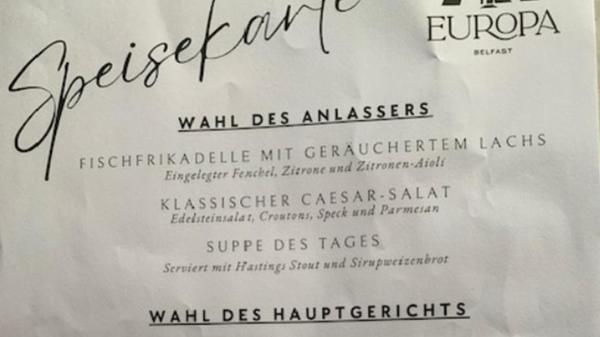 Speisekarte
EUROPA
BELFAST
WAHL DES ANLASSERS
FISCHFRIKADELLE MIT GERÄUCHERTEM LACHS
Eingelegter Fenchel, Zitrone und Zitronen-Aioli
KLASSISCHER CAESAR-SALAT
Edelsteinsalat, Croutons, Speck und Parmesan
SUPPE DES TAGES
Serviert mit Hastings Stout und Sirupweizenbrot
WAHL DES HAUPTGERICHTS